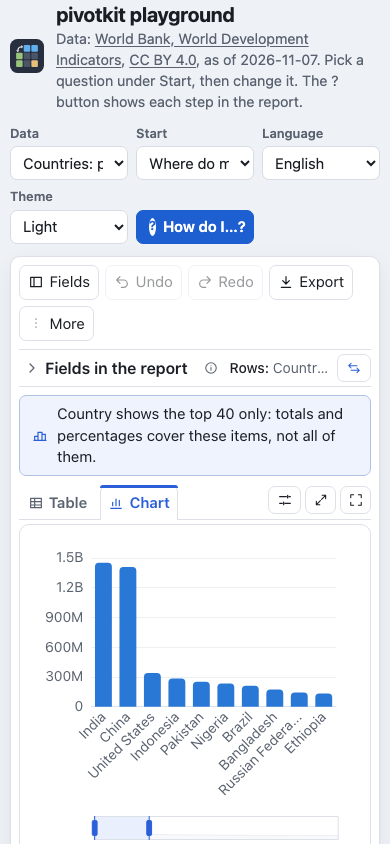 pivotkit playground
Data: World Bank, World Development
Indicators, CC BY 4.0, as of 2026-11-07. Pick a
question under Start, then change it. The ?
button shows each step in the report.
Data
Start
Language
Countries: p
Where do m
English
Theme
Light
? How do I...?
Fields
Undo
Redo
Export
More
Fields in the report
Rows: Countr...
Country shows the top 40 only: totals and
percentages cover these items, not all of
them.
Table
Chart
1.5B
1.2B
900M
600M
300M
0
India
China
United States
Indonesia
Pakistan
Nigeria
Brazil
Bangladesh
Russian Federa...
Ethiopia